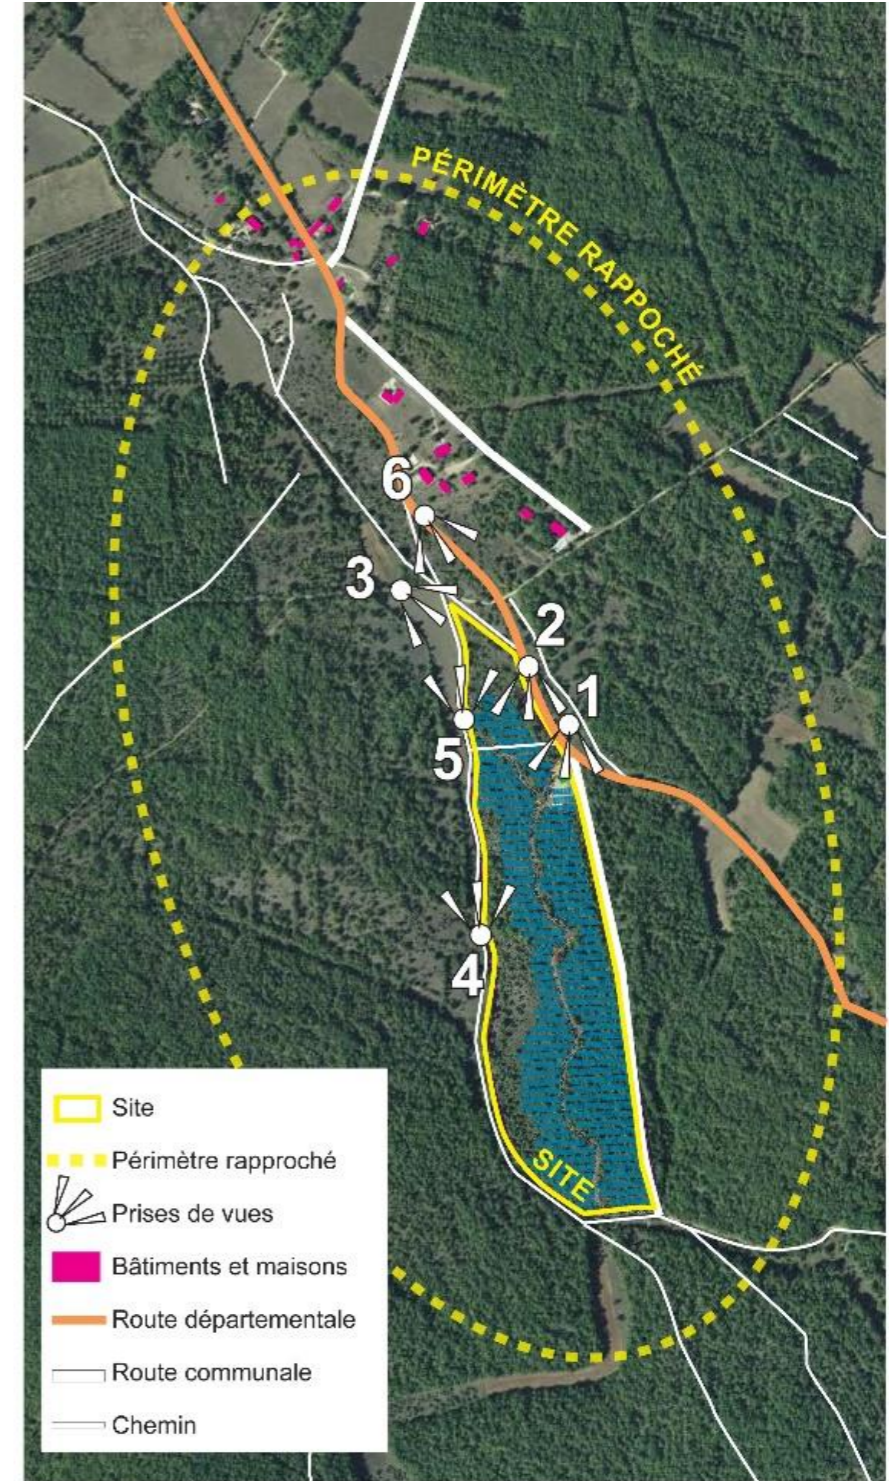 PÉRIMÈTRE RAPPOCHÉ
6
3
2
1
5
4
SITE
Site
Périmètre rapproché
Prises de vues
Bâtiments et maisons
Route départementale
Route communale
Chemin